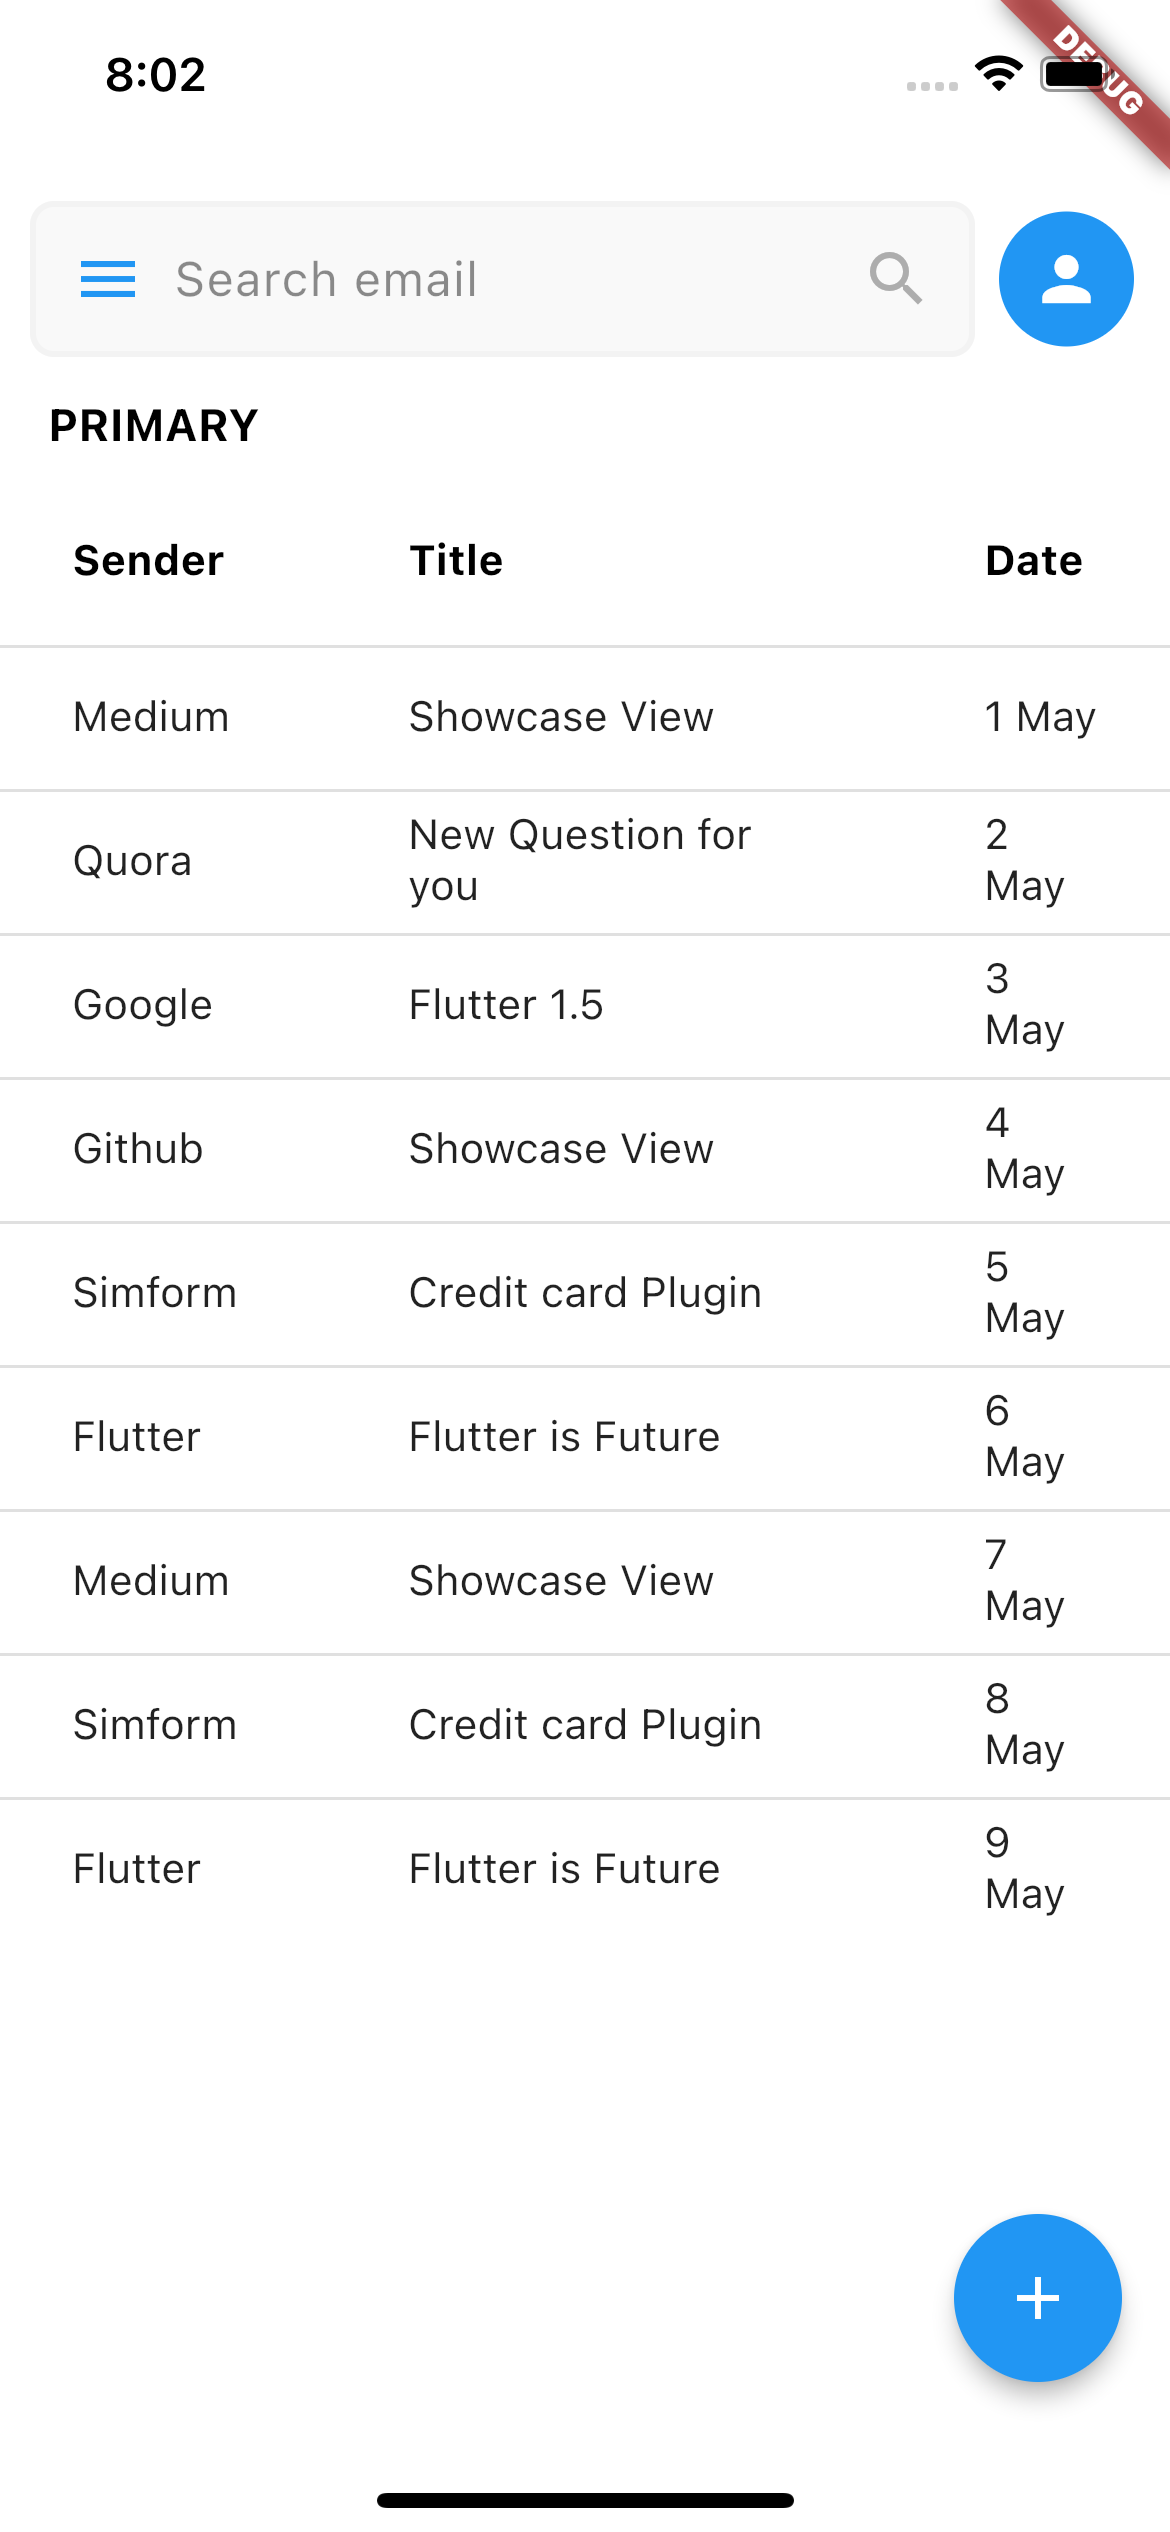 8:02
DEBUG
Search email
PRIMARY
Sender Title Date
Medium Showcase View 1 May
Quora New Question for you 2 May
Google Flutter 1.5 3 May
Github Showcase View 4 May
Simform Credit card Plugin 5 May
Flutter Flutter is Future 6 May
Medium Showcase View 7 May
Simform Credit card Plugin 8 May
Flutter Flutter is Future 9 May